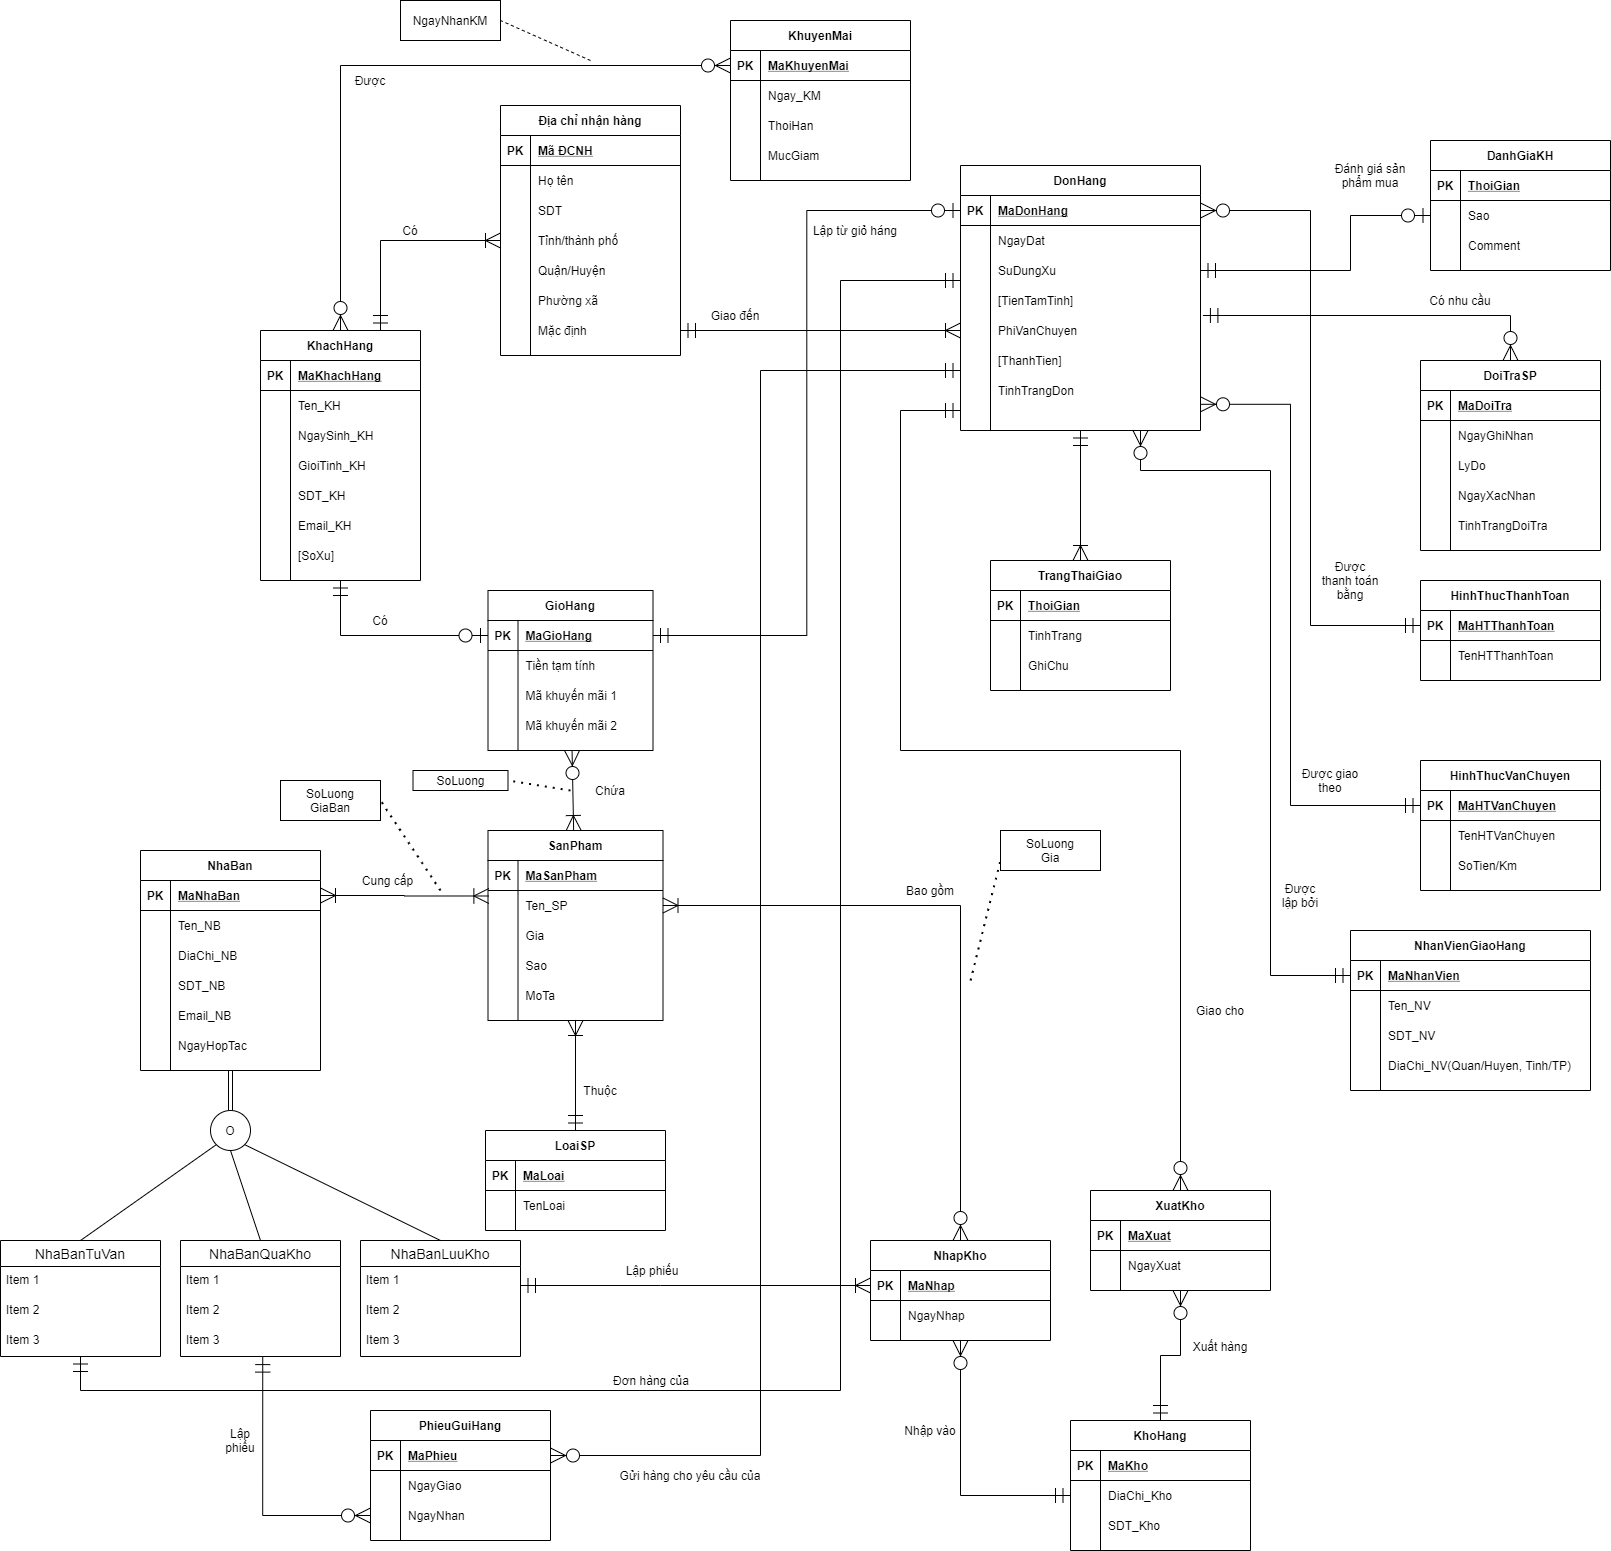 NgayNhanKM
KhuyenMai
PK MaKhuyenMai
Ngay_KM
ThoiHan
MucGiam
Được
Địa chỉ nhận hàng
PK Mã ĐCNH
Họ tên
SDT
Tỉnh/thành phố
Quận/Huyện
Phường xã
Mặc định
Có
DonHang
PK MaDonHang
NgayDat
SuDungXu
[TienTamTinh]
PhiVanChuyen
[ThanhTien]
TinhTrangDon
Lập từ giỏ háng
Giao đến
Đánh giá sản
phẩm mua
DanhGiaKH
PK ThoiGian
Sao
Comment
Có nhu cầu
DoiTraSP
PK MaDoiTra
NgayGhiNhan
LyDo
NgayXacNhan
TinhTrangDoiTra
KhachHang
PK MaKhachHang
Ten_KH
NgaySinh_KH
GioiTinh_KH
SDT_KH
Email_KH
[SoXu]
Có
GioHang
PK MaGioHang
Tiền tạm tính
Mã khuyến mãi 1
Mã khuyến mãi 2
TrangThaiGiao
PK ThoiGian
TinhTrang
GhiChu
Được
thanh toán
bằng
HinhThucThanhToan
PK MaHTThanhToan
TenHTThanhToan
Được giao
theo
HinhThucVanChuyen
PK MaHTVanChuyen
TenHTVanChuyen
SoTien/Km
SoLuong
GiaBan
SoLuong
Chứa
SanPham
PK MaSanPham
Ten_SP
Gia
Sao
MoTa
Cung cấp
NhaBan
PK MaNhaBan
Ten_NB
DiaChi_NB
SDT_NB
Email_NB
NgayHopTac
Bao gồm
SoLuong
Gia
Được
lập bởi
NhanVienGiaoHang
PK MaNhanVien
Ten_NV
SDT_NV
DiaChi_NV(Quan/Huyen, Tinh/TP)
Giao cho
O
Thuộc
LoaiSP
PK MaLoai
TenLoai
NhaBanTuVan
Item 1
Item 2
Item 3
NhaBanQuaKho
Item 1
Item 2
Item 3
NhaBanLuuKho
Item 1
Item 2
Item 3
Lập phiếu
NhapKho
PK MaNhap
NgayNhap
XuatKho
PK MaXuat
NgayXuat
Xuất hàng
Đơn hàng của
Lập
phiếu
PhieuGuiHang
PK MaPhieu
NgayGiao
NgayNhan
Gửi hàng cho yêu cầu của
Nhập vào
KhoHang
PK MaKho
DiaChi_Kho
SDT_Kho